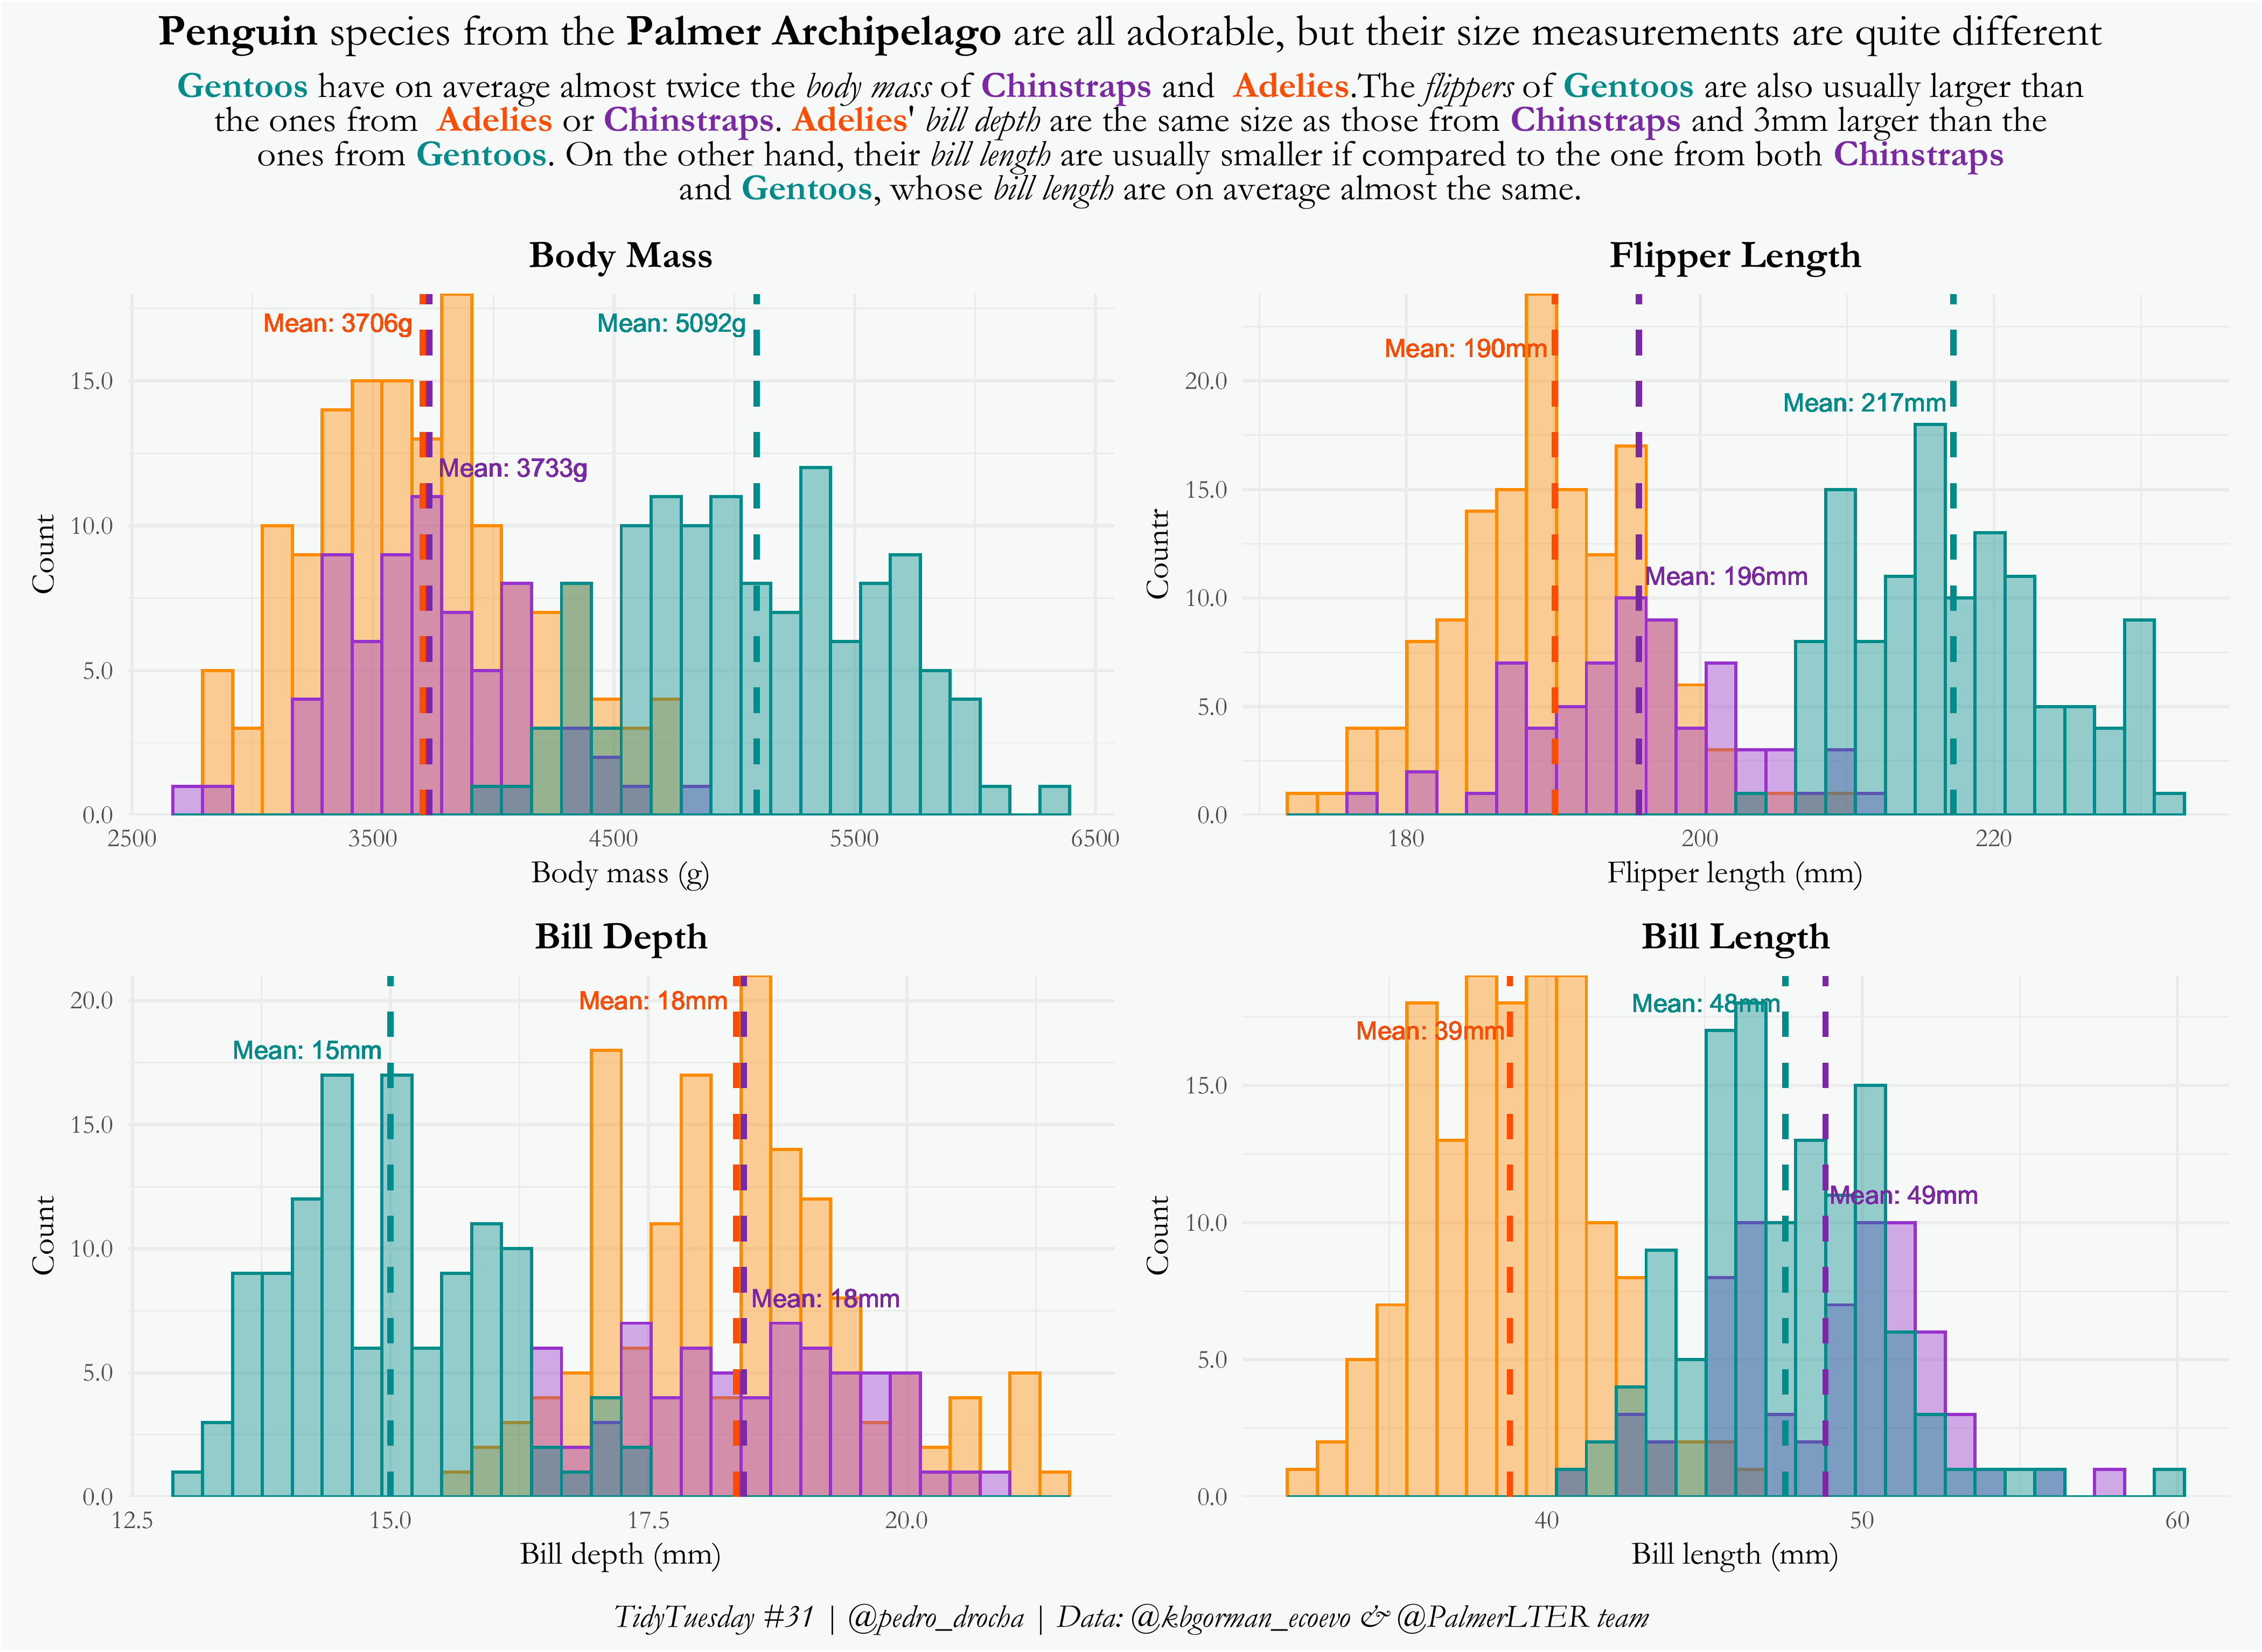 Penguin species from the Palmer Archipelago are all adorable, but their size measurements are quite different
Gentoos have on average almost twice the body mass of Chinstraps and Adelies.The flippers of Gentoos are also usually larger than
the ones from Adelies or Chinstraps. Adelies' bill depth are the same size as those from Chinstraps and 3mm larger than the
ones from Gentoos. On the other hand, their bill length are usually smaller if compared to the one from both Chinstraps
and Gentoos, whose bill length are on average almost the same.
Body Mass
Mean: 3706g
Mean: 5092g
Mean: 3733g
Count
15.0
10.0
5.0
0.0
2500
3500
4500
5500
6500
Body mass (g)
Flipper Length
Mean: 190mm
Mean: 217mm
Mean: 196mm
Countr
20.0
15.0
10.0
5.0
0.0
180
200
220
Flipper length (mm)
Bill Depth
Mean: 18mm
Mean: 15mm
Mean: 18mm
Count
20.0
15.0
10.0
5.0
0.0
12.5
15.0
17.5
20.0
Bill depth (mm)
Bill Length
Mean: 48mm
Mean: 39mm
Mean: 49mm
Count
15.0
10.0
5.0
0.0
40
50
60
Bill length (mm)
TidyTuesday #31 | @pedro_drocha | Data: @kbgorman_ecoevo & @PalmerLTER team